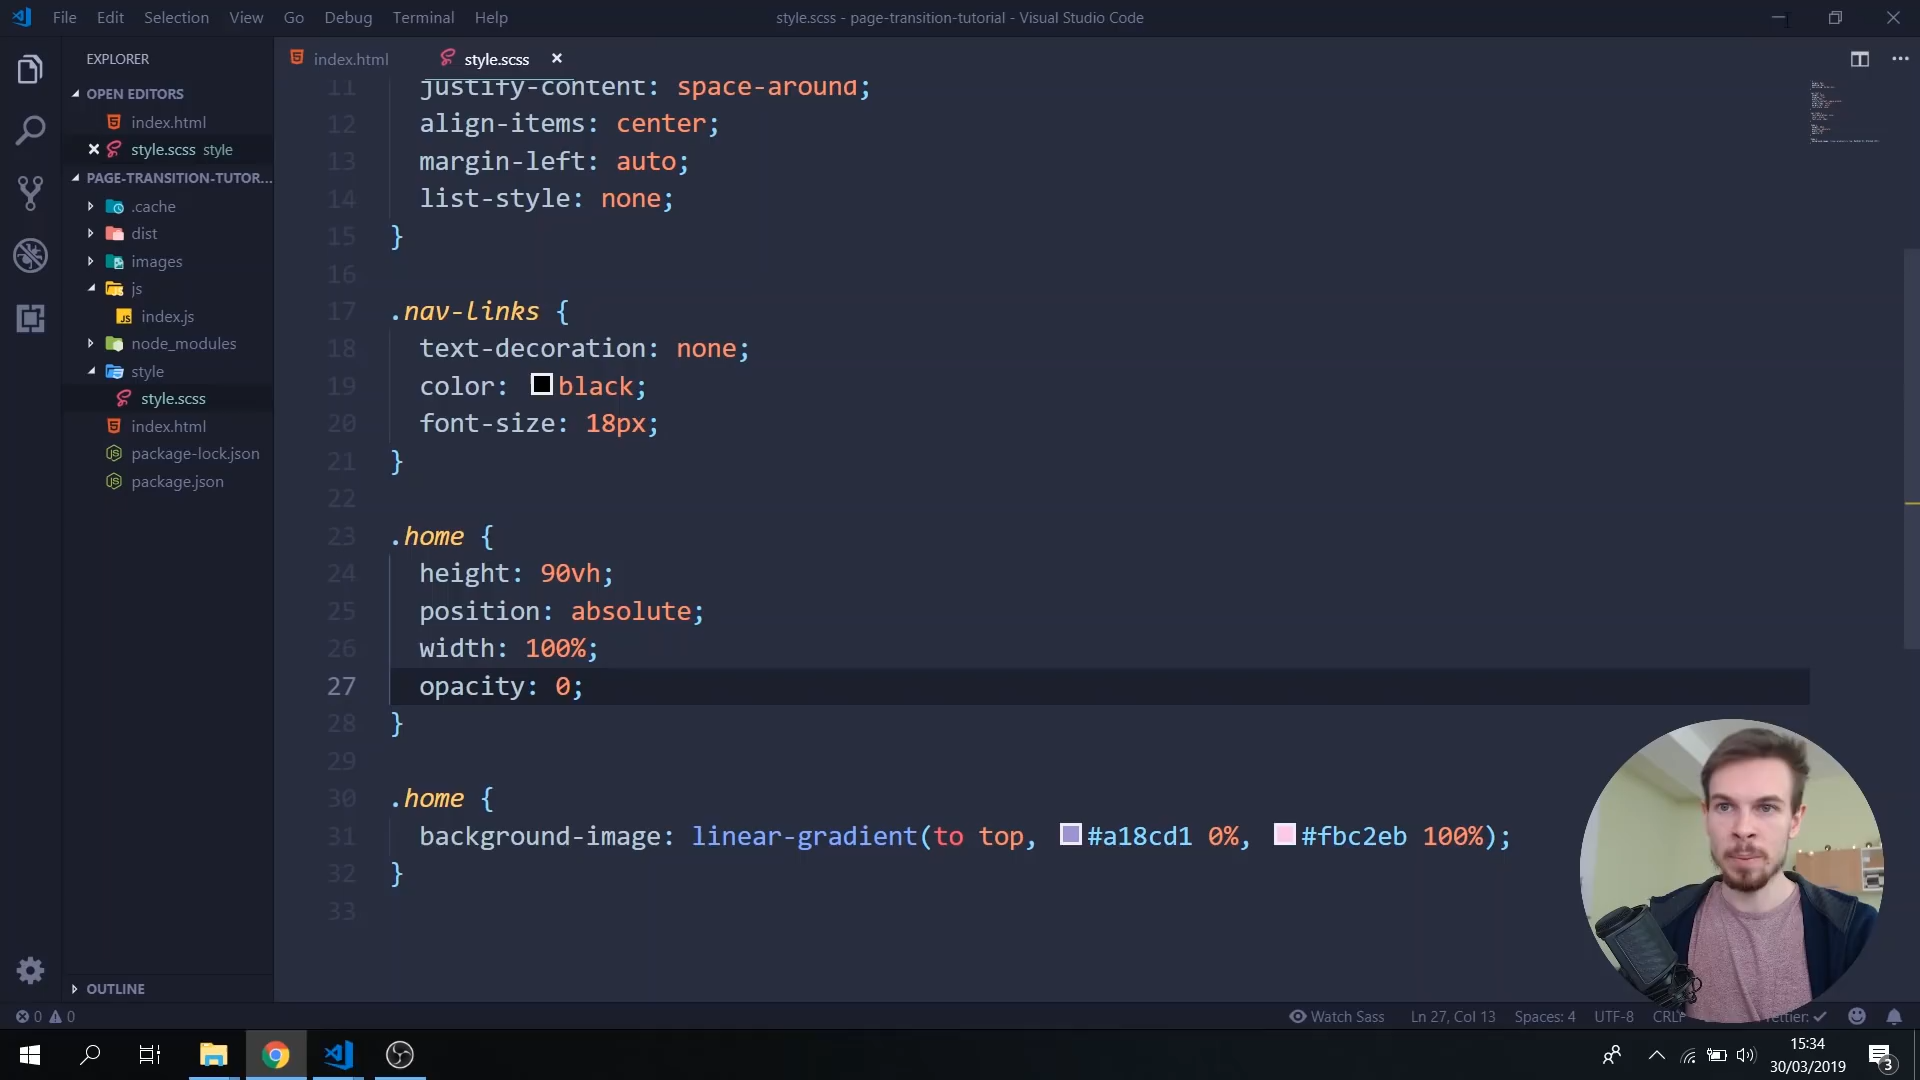 File Edit Selection View Go Debug Terminal Help
style.scss - page-transition-tutorial - Visual Studio Code
EXPLORER
OPEN EDITORS
index.html
style.scss style
PAGE-TRANSITION-TUTOR...
.cache
dist
images
js
index.js
node_modules
style
style.scss
index.html
package-lock.json
package.json
OUTLINE
index.html
style.scss
11 justify-content: space-around;
12 align-items: center;
13 margin-left: auto;
14 list-style: none;
15 }
16
17 .nav-links {
18 text-decoration: none;
19 color: black;
20 font-size: 18px;
21 }
22
23 .home {
24 height: 90vh;
25 position: absolute;
26 width: 100%;
27 opacity: 0;
28 }
29
30 .home {
31 background-image: linear-gradient(to top, #a18cd1 0%, #fbc2eb 100%);
32 }
33
0 0
Watch Sass Ln 27, Col 13 Spaces: 4 UTF-8
15:34
30/03/2019
3